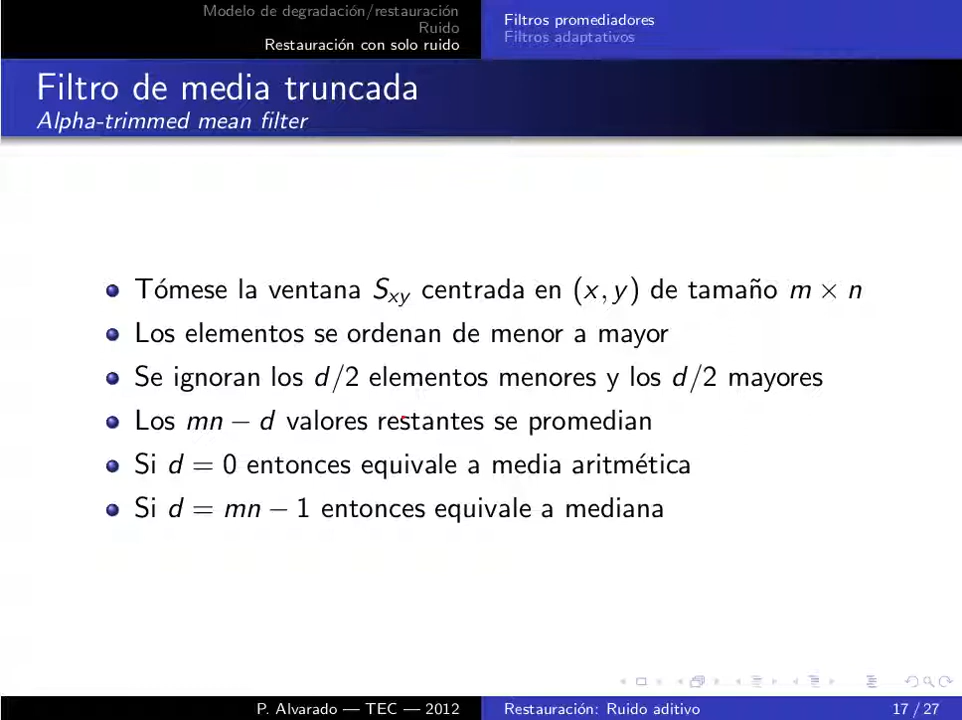 Modelo de degradación/restauración
Ruido
Restauración con solo ruido
Filtros promediadores
Filtros adaptativos
Filtro de media truncada
Alpha-trimmed mean filter
Tómese la ventana Sxy centrada en (x, y) de tamaño m × n
Los elementos se ordenan de menor a mayor
Se ignoran los d/2 elementos menores y los d/2 mayores
Los mn − d valores restantes se promedian
Si d = 0 entonces equivale a media aritmética
Si d = mn − 1 entonces equivale a mediana
P. Alvarado — TEC — 2012
Restauración: Ruido aditivo
17 / 27